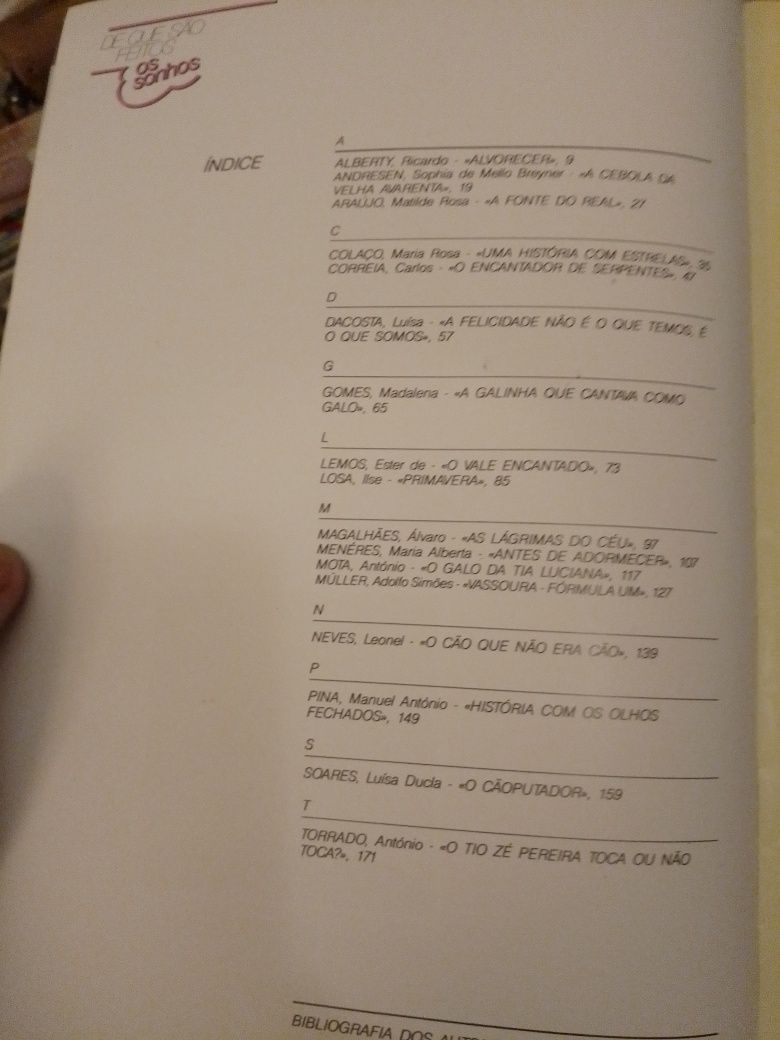 DE QUE SÃO
FEITOS
os
sonhos
ÍNDICE
A
ALBERTY, Ricardo - «ALVORECER», 9
ANDRESEN, Sophia de Mello Breyner - «A CEBOLA DA
VELHA AVARENTA», 19
ARAÚJO, Matilde Rosa - «A FONTE DO REAL», 27
C
COLAÇO, Maria Rosa - «UMA HISTÓRIA COM ESTRELAS», 35
CORREIA, Carlos - «O ENCANTADOR DE SERPENTES», 47
D
DACOSTA, Luísa - «A FELICIDADE NÃO É O QUE TEMOS, É
O QUE SOMOS», 57
G
GOMES, Madalena - «A GALINHA QUE CANTAVA COMO
GALO», 65
L
LEMOS, Ester de - «O VALE ENCANTADO», 73
LOSA, Ilse - «PRIMAVERA», 85
M
MAGALHÃES, Álvaro - «AS LÁGRIMAS DO CÉU», 97
MENÉRES, Maria Alberta - «ANTES DE ADORMECER», 107
MOTA, António - «O GALO DA TIA LUCIANA», 117
MÜLLER, Adolfo Simões - «VASSOURA - FÓRMULA UM», 127
N
NEVES, Leonel - «O CÃO QUE NÃO ERA CÃO», 139
P
PINA, Manuel António - «HISTÓRIA COM OS OLHOS
FECHADOS», 149
S
SOARES, Luísa Ducla - «O CÃOPUTADOR», 159
T
TORRADO, António - «O TIO ZÉ PEREIRA TOCA OU NÃO
TOCA?», 171
BIBLIOGRAFIA DOS